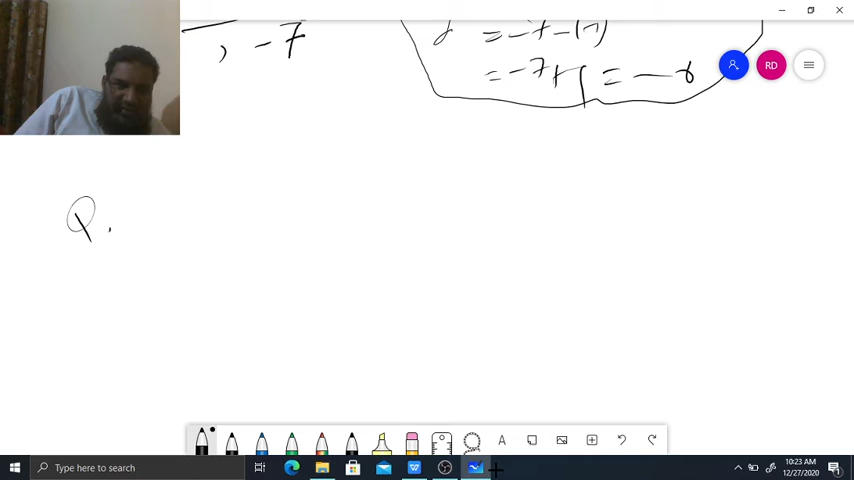 , -7
= -7 - (1)
= -7 + 1 = -6
RD
Q.
A
Type here to search
W
10:23 AM
12/27/2020